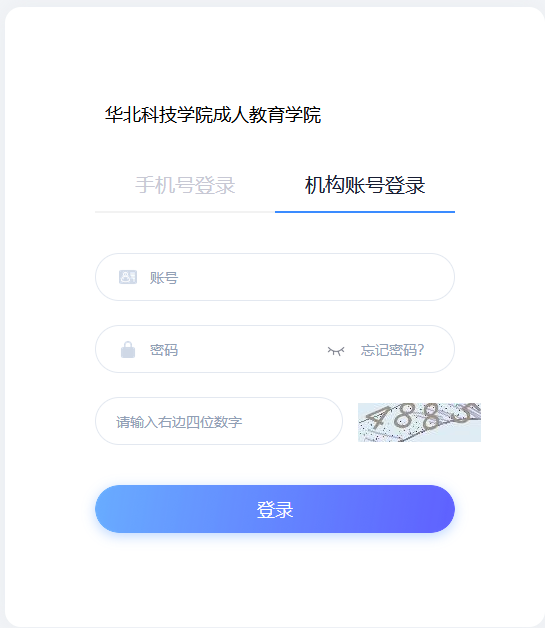 华北科技学院成人教育学院
手机号登录 机构账号登录
账号
密码 忘记密码?
请输入右边四位数字
登录